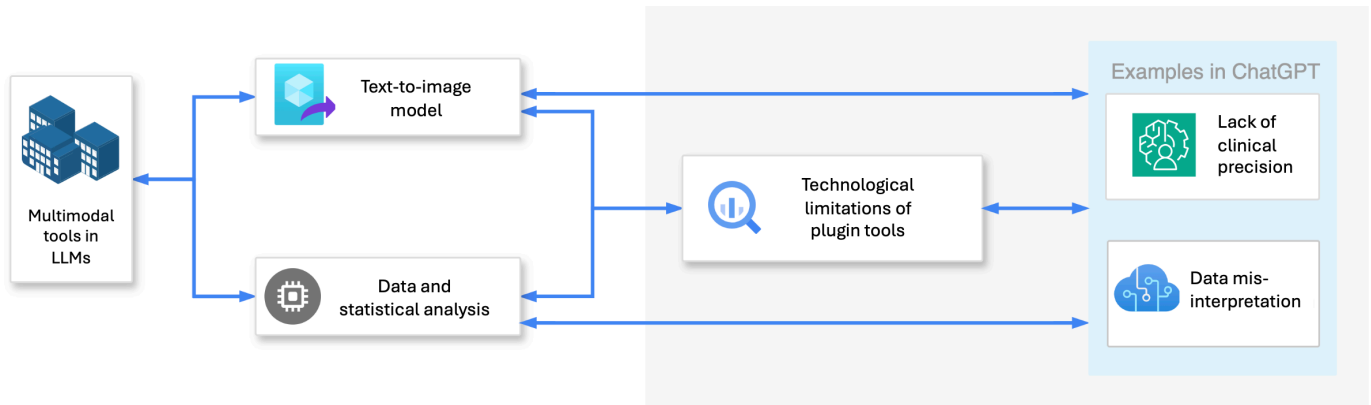 Multimodal
tools in
LLMs
Text-to-image
model
Data and
statistical analysis
Technological
limitations of
plugin tools
Examples in ChatGPT
Lack of
clinical
precision
Data mis-
interpretation